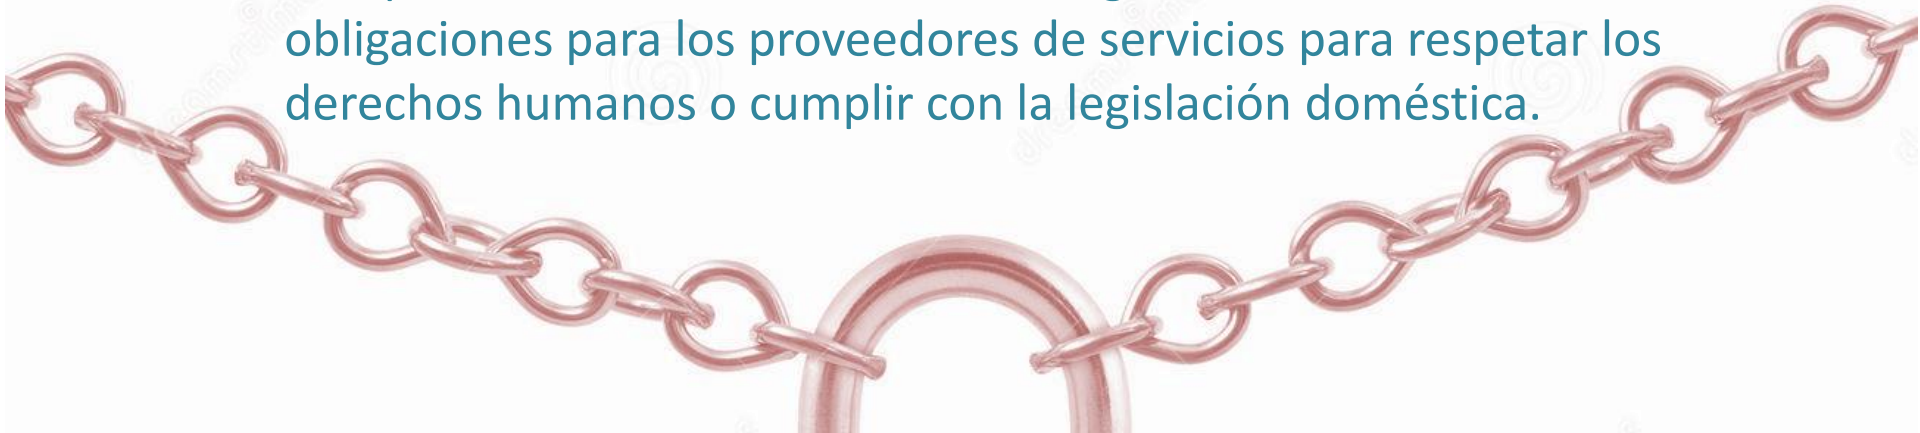 obligaciones para los proveedores de servicios para respetar los
derechos humanos o cumplir con la legislación doméstica.